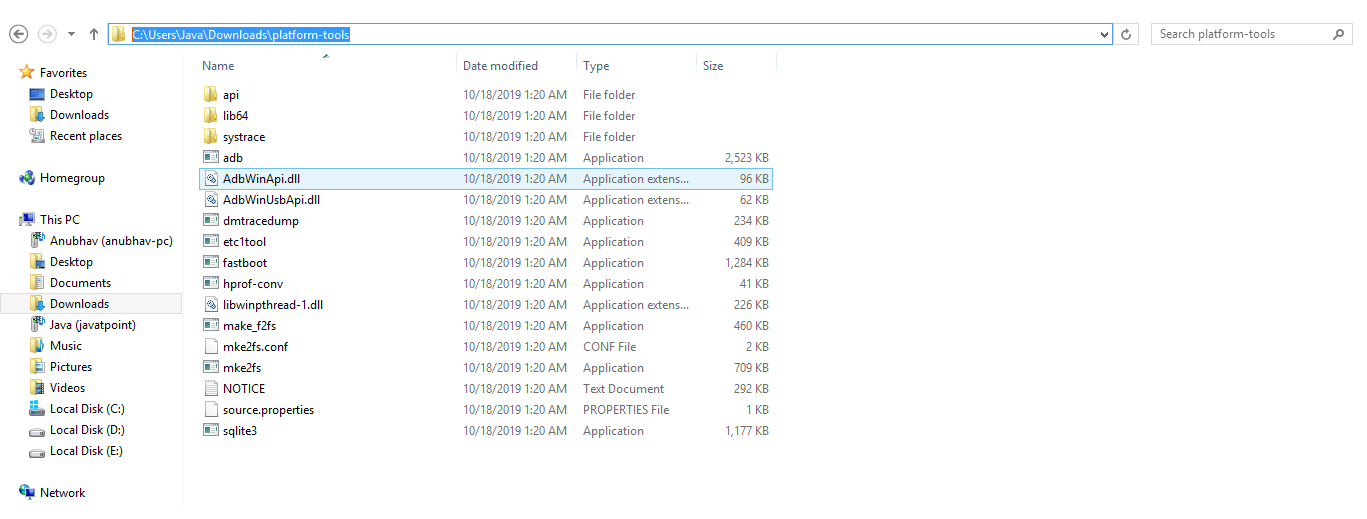 C:\Users\Java\Downloads\platform-tools
Search platform-tools
Favorites
Desktop
Downloads
Recent places
Homegroup
This PC
Anubhav (anubhav-pc)
Desktop
Documents
Downloads
Java (javatpoint)
Music
Pictures
Videos
Local Disk (C:)
Local Disk (D:)
Local Disk (E:)
Network
Name Date modified Type Size
api 10/18/2019 1:20 AM File folder
lib64 10/18/2019 1:20 AM File folder
systrace 10/18/2019 1:20 AM File folder
adb 10/18/2019 1:20 AM Application 2,523 KB
AdbWinApi.dll 10/18/2019 1:20 AM Application extens... 96 KB
AdbWinUsbApi.dll 10/18/2019 1:20 AM Application extens... 62 KB
dmtracedump 10/18/2019 1:20 AM Application 234 KB
etc1tool 10/18/2019 1:20 AM Application 409 KB
fastboot 10/18/2019 1:20 AM Application 1,284 KB
hprof-conv 10/18/2019 1:20 AM Application 41 KB
libwinpthread-1.dll 10/18/2019 1:20 AM Application extens... 226 KB
make_f2fs 10/18/2019 1:20 AM Application 460 KB
mke2fs.conf 10/18/2019 1:20 AM CONF File 2 KB
mke2fs 10/18/2019 1:20 AM Application 709 KB
NOTICE 10/18/2019 1:20 AM Text Document 292 KB
source.properties 10/18/2019 1:20 AM PROPERTIES File 1 KB
sqlite3 10/18/2019 1:20 AM Application 1,177 KB